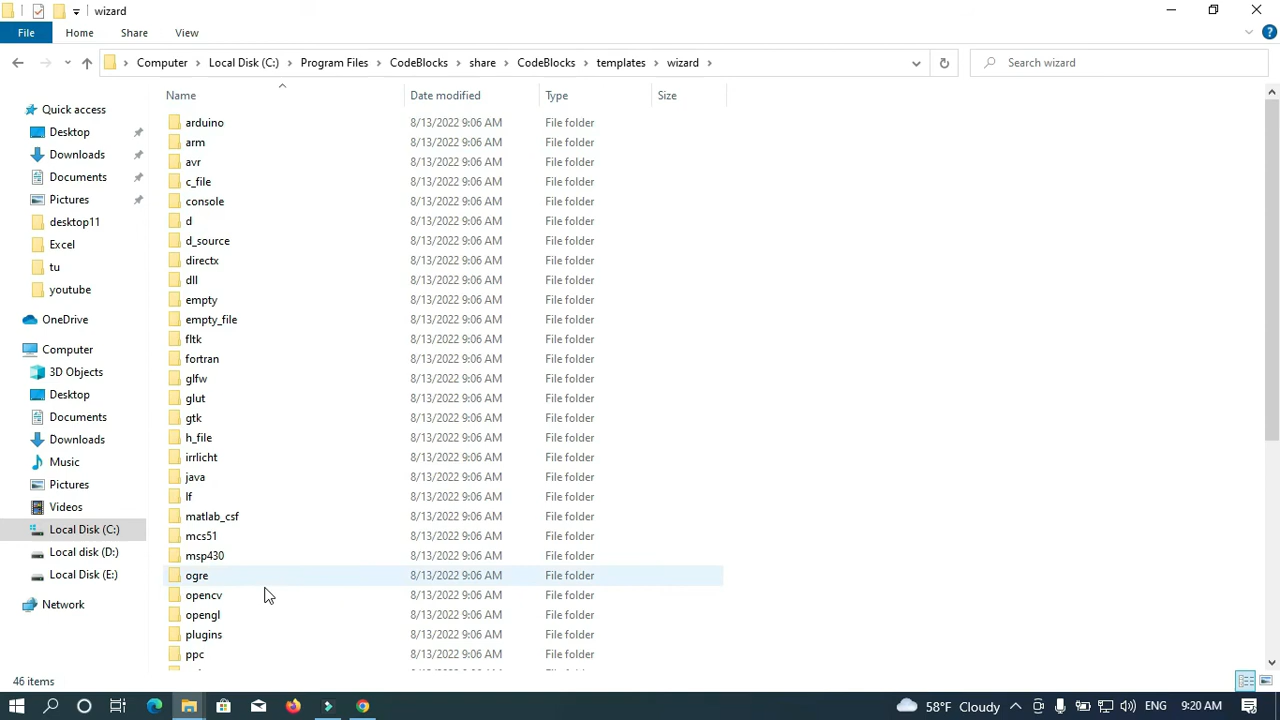 wizard
File Home Share View
Computer Local Disk (C:) Program Files CodeBlocks share CodeBlocks templates wizard
Search wizard
Name Date modified Type Size
Quick access
Desktop
Downloads
Documents
Pictures
desktop11
Excel
tu
youtube
OneDrive
Computer
3D Objects
Desktop
Documents
Downloads
Music
Pictures
Videos
Local Disk (C:)
Local disk (D:)
Local Disk (E:)
Network
arduino 8/13/2022 9:06 AM File folder
arm 8/13/2022 9:06 AM File folder
avr 8/13/2022 9:06 AM File folder
c_file 8/13/2022 9:06 AM File folder
console 8/13/2022 9:06 AM File folder
d 8/13/2022 9:06 AM File folder
d_source 8/13/2022 9:06 AM File folder
directx 8/13/2022 9:06 AM File folder
dll 8/13/2022 9:06 AM File folder
empty 8/13/2022 9:06 AM File folder
empty_file 8/13/2022 9:06 AM File folder
fltk 8/13/2022 9:06 AM File folder
fortran 8/13/2022 9:06 AM File folder
glfw 8/13/2022 9:06 AM File folder
glut 8/13/2022 9:06 AM File folder
gtk 8/13/2022 9:06 AM File folder
h_file 8/13/2022 9:06 AM File folder
irrlicht 8/13/2022 9:06 AM File folder
java 8/13/2022 9:06 AM File folder
lf 8/13/2022 9:06 AM File folder
matlab_csf 8/13/2022 9:06 AM File folder
mcs51 8/13/2022 9:06 AM File folder
msp430 8/13/2022 9:06 AM File folder
ogre 8/13/2022 9:06 AM File folder
opencv 8/13/2022 9:06 AM File folder
opengl 8/13/2022 9:06 AM File folder
plugins 8/13/2022 9:06 AM File folder
ppc 8/13/2022 9:06 AM File folder
46 items
58°F Cloudy ENG 9:20 AM